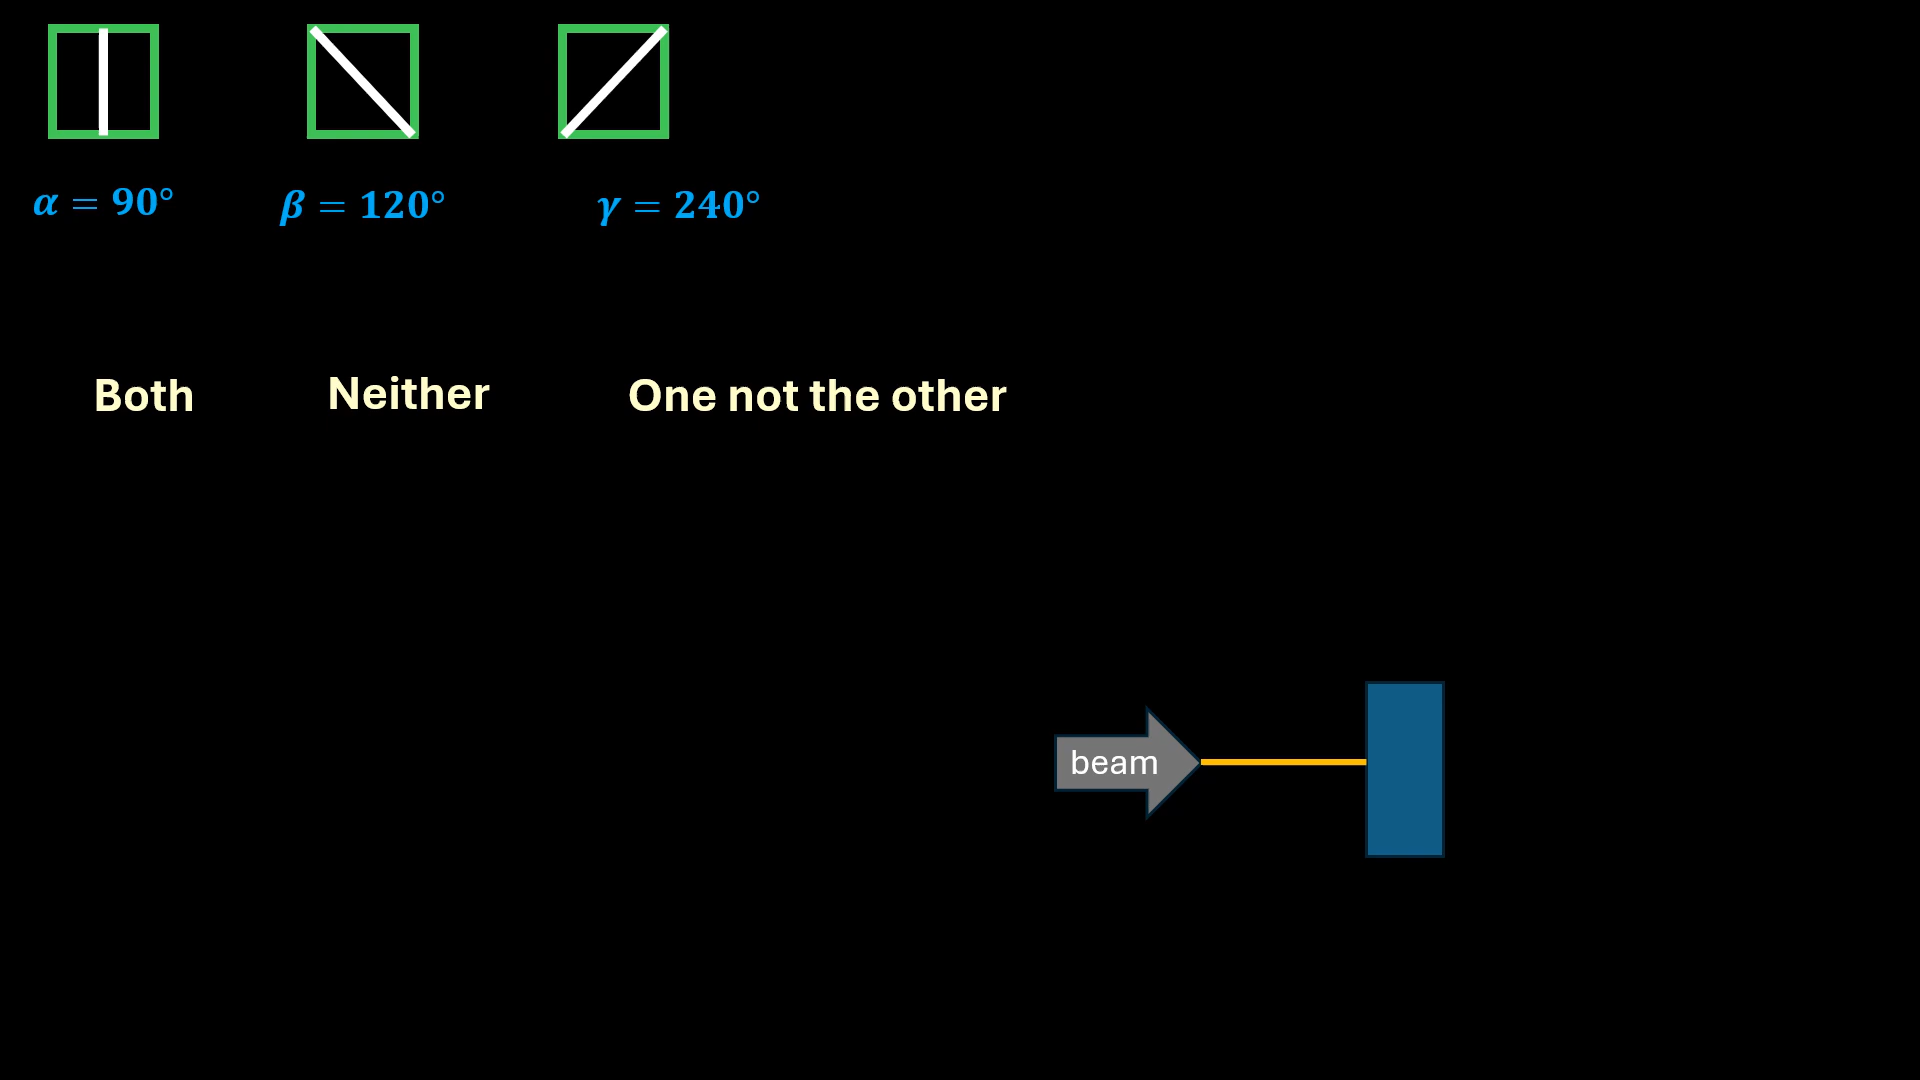 α = 90°
β = 120°
γ = 240°
Both
Neither
One not the other
beam